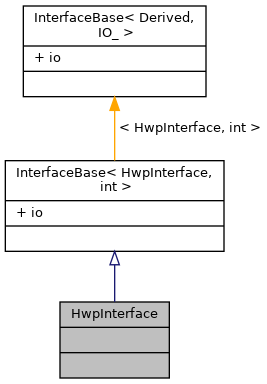 InterfaceBase< Derived,
IO_ >
+ io
< HwpInterface, int >
InterfaceBase< HwpInterface,
int >
+ io
HwpInterface